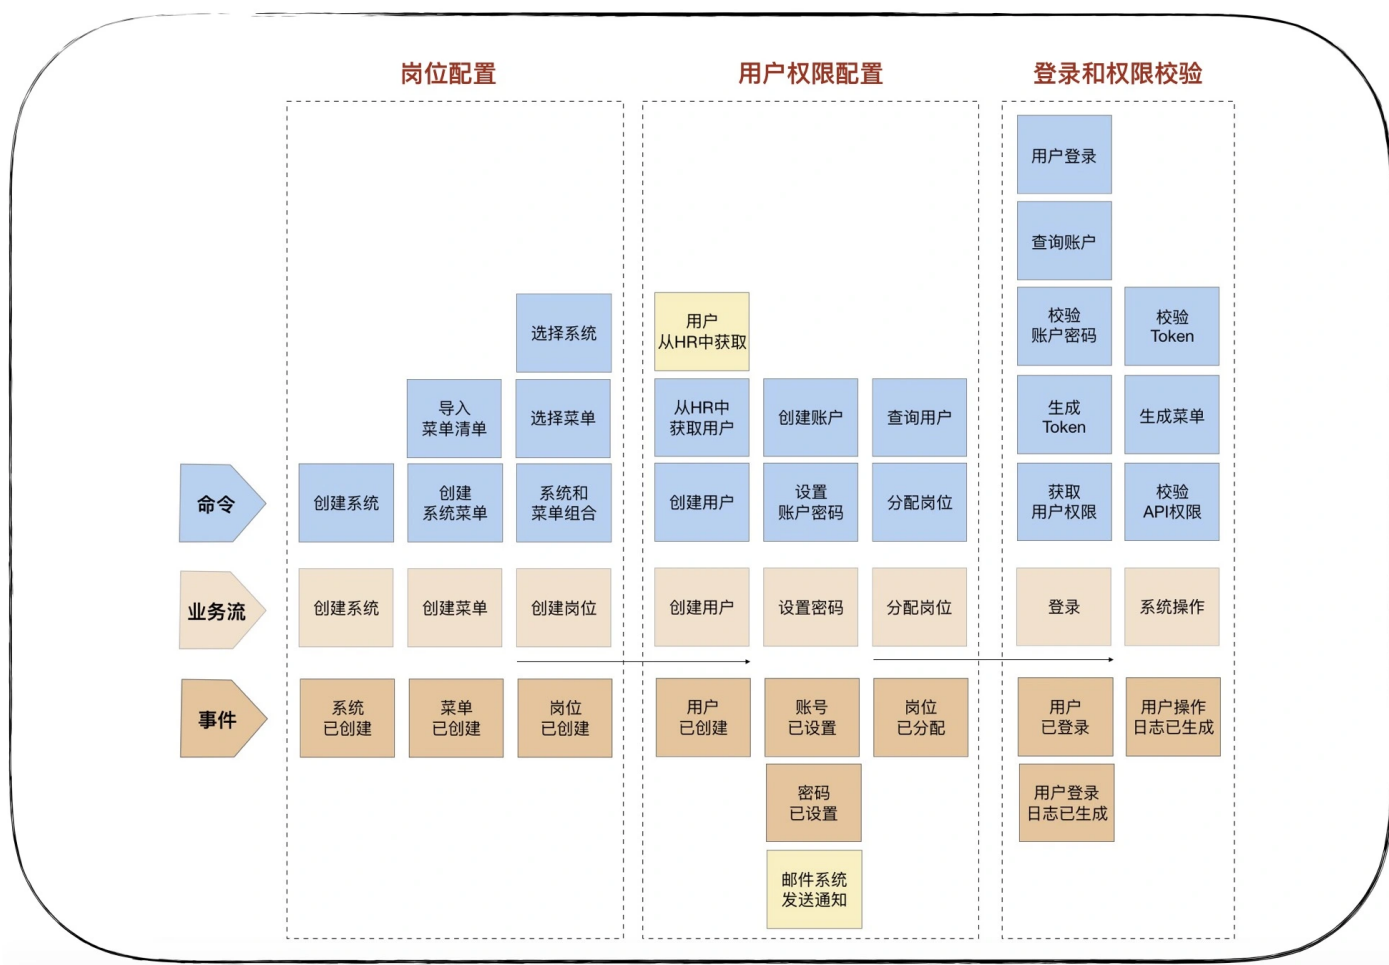 岗位配置
用户权限配置
登录和权限校验
用户登录
查询账户
选择系统
用户
从HR中获取
校验
账户密码
校验
Token
导入
菜单清单
选择菜单
从HR中
获取用户
创建账户
查询用户
生成
Token
生成菜单
命令
创建系统
创建
系统菜单
系统和
菜单组合
创建用户
设置
账户密码
分配岗位
获取
用户权限
校验
API权限
业务流
创建系统
创建菜单
创建岗位
创建用户
设置密码
分配岗位
登录
系统操作
事件
系统
已创建
菜单
已创建
岗位
已创建
用户
已创建
账号
已设置
岗位
已分配
用户
已登录
用户操作
日志已生成
密码
已设置
用户登录
日志已生成
邮件系统
发送通知